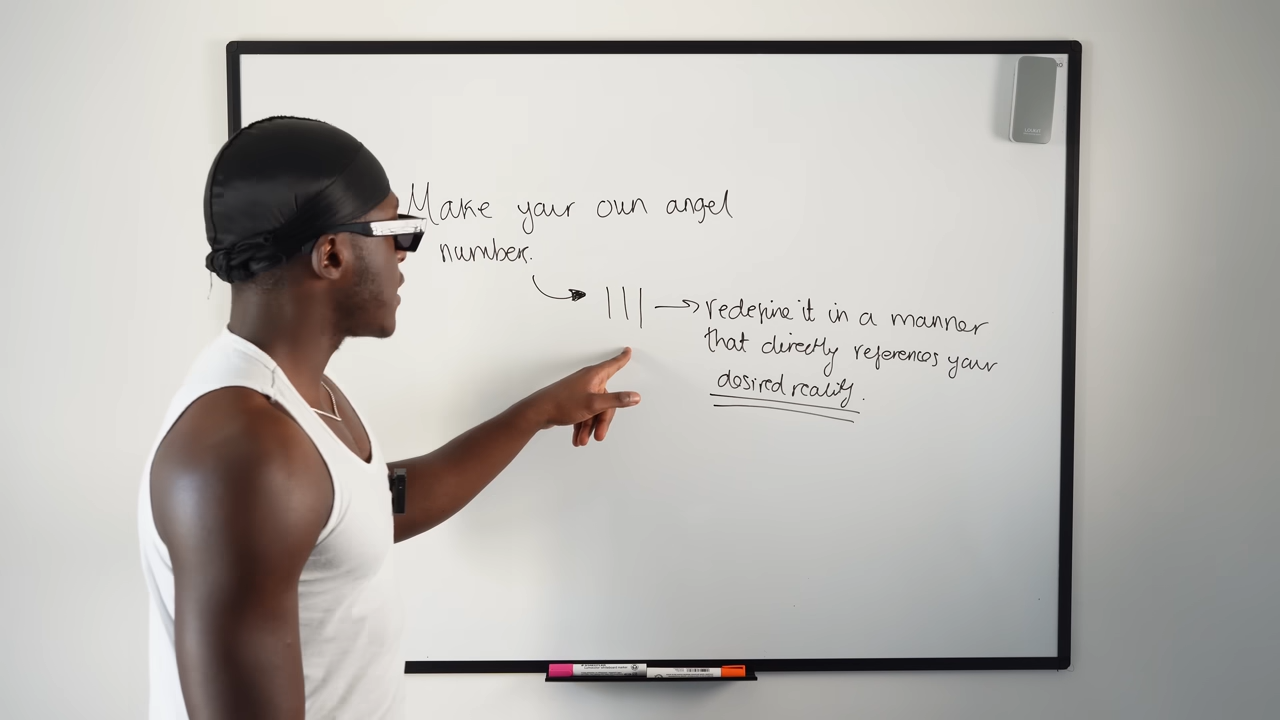 Make your own angel
number.
111 → redefine it in a manner
that directly references your
desired reality.